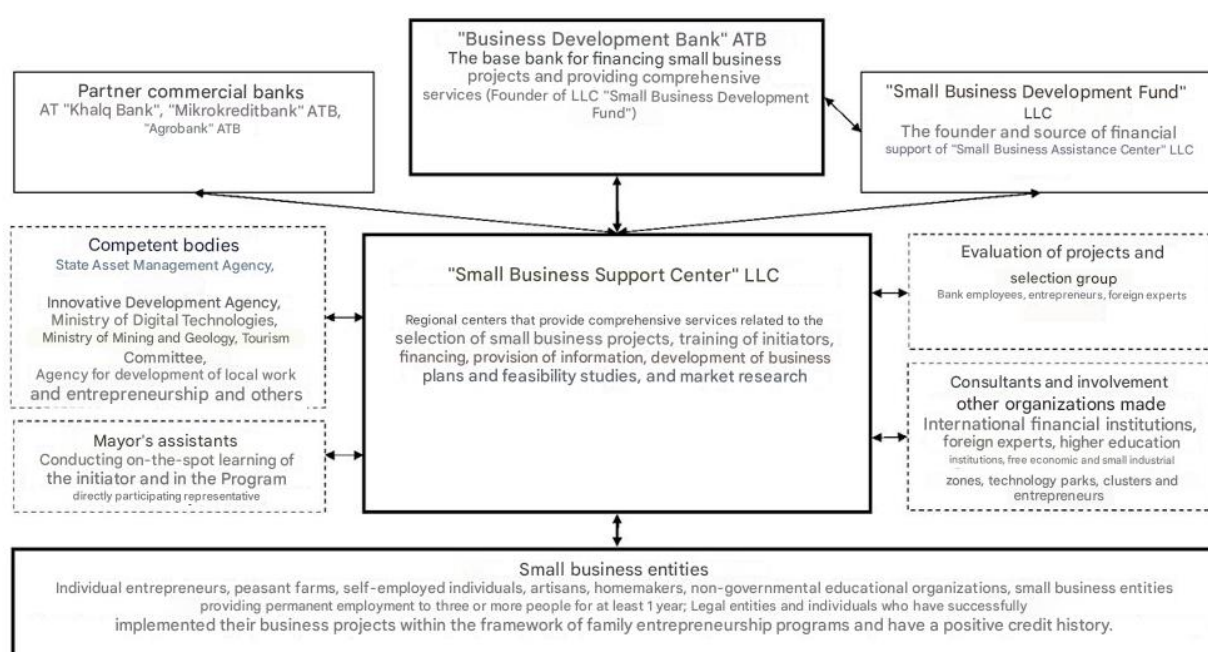 "Business Development Bank" ATB
The base bank for financing small business
projects and providing comprehensive
services (Founder of LLC "Small Business Development
Fund")
Partner commercial banks
AT "Khalq Bank", "Mikrokreditbank" ATB,
"Agrobank" ATB
"Small Business Development Fund"
LLC
The founder and source of financial
support of "Small Business Assistance Center" LLC
Competent bodies
State Asset Management Agency,
Innovative Development Agency,
Ministry of Digital Technologies,
Ministry of Mining and Geology, Tourism
Committee,
Agency for development of local work
and entrepreneurship and others
Mayor's assistants
Conducting on-the-spot learning of
the initiator and in the Program
directly participating representative
"Small Business Support Center" LLC
Regional centers that provide comprehensive services related to the
selection of small business projects, training of initiators,
financing, provision of information, development of business
plans and feasibility studies, and market research
Evaluation of projects and
selection group
Bank employees, entrepreneurs, foreign experts
Consultants and involvement
other organizations made
International financial institutions,
foreign experts, higher education
institutions, free economic and small industrial
zones, technology parks, clusters and
entrepreneurs
Small business entities
Individual entrepreneurs, peasant farms, self-employed individuals, artisans, homemakers, non-governmental educational organizations, small business entities
providing permanent employment to three or more people for at least 1 year; Legal entities and individuals who have successfully
implemented their business projects within the framework of family entrepreneurship programs and have a positive credit history.